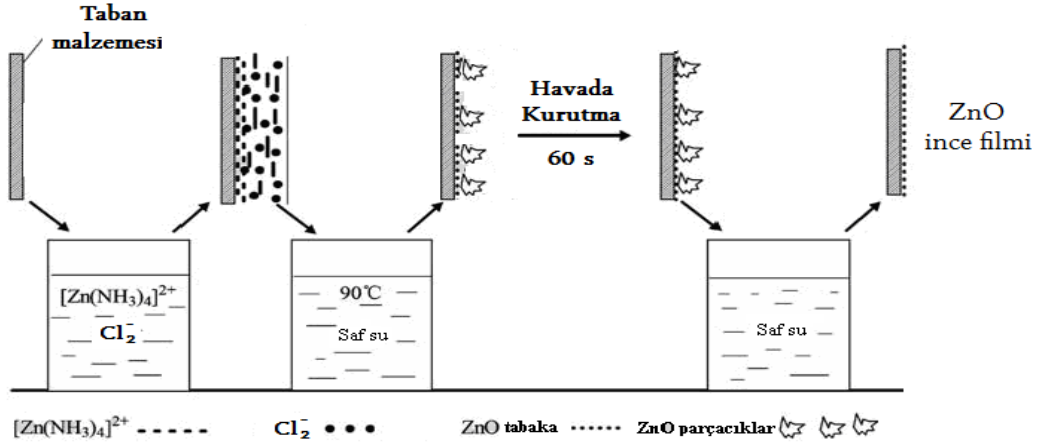 Taban
malzemesi
Havada
Kurutma
60 s
ZnO
ince filmi
[Zn(NH₃)₄]²⁺
Cl₂⁻
90℃
Saf su
Saf su
[Zn(NH₃)₄]²⁺ Cl₂⁻ ZnO tabaka ZnO parçacıklar